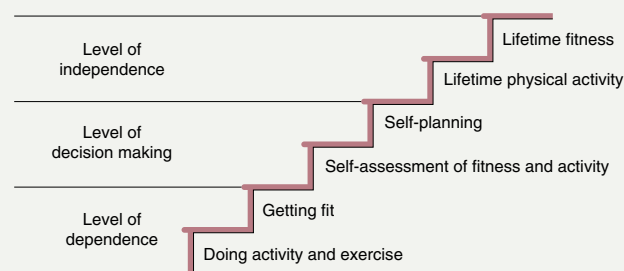 Lifetime fitness
Level of
independence
Lifetime physical activity
Self-planning
Level of
decision making
Self-assessment of fitness and activity
Getting fit
Level of
dependence
Doing activity and exercise